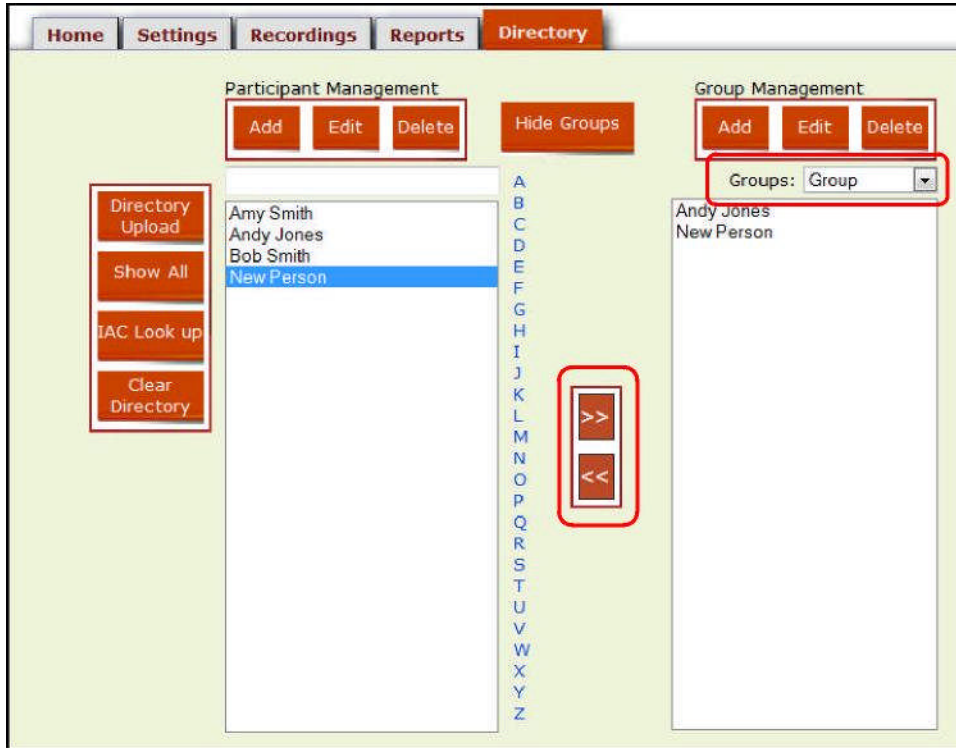 Home Settings Recordings Reports Directory
Participant Management
Add Edit Delete
Hide Groups
Group Management
Add Edit Delete
Groups: Group
Directory
Upload
Show All
IAC Look up
Clear
Directory
Amy Smith
Andy Jones
Bob Smith
New Person
A
B
C
D
E
F
G
H
I
J
K
L
M
N
O
P
Q
R
S
T
U
V
W
X
Y
Z
>>
<<
Andy Jones
New Person